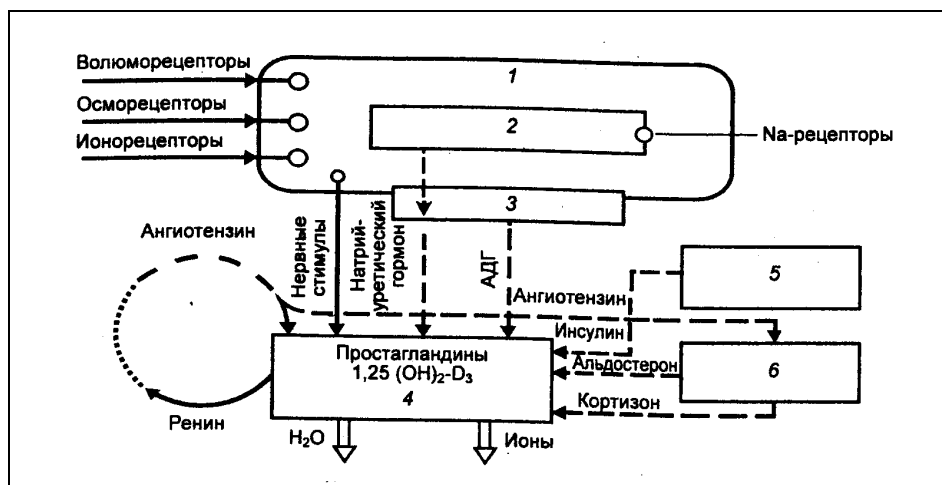 Волюморецепторы
Осморецепторы
Ионорецепторы
1
2
Na-рецепторы
3
Ангиотензин
Нервные
стимулы
Натрий-
уретический
гормон
АДГ
5
Ангиотензин
Инсулин
Простагландины
1,25 (OH)₂-D₃
4
Альдостерон
6
Кортизон
Ренин
H₂O
Ионы